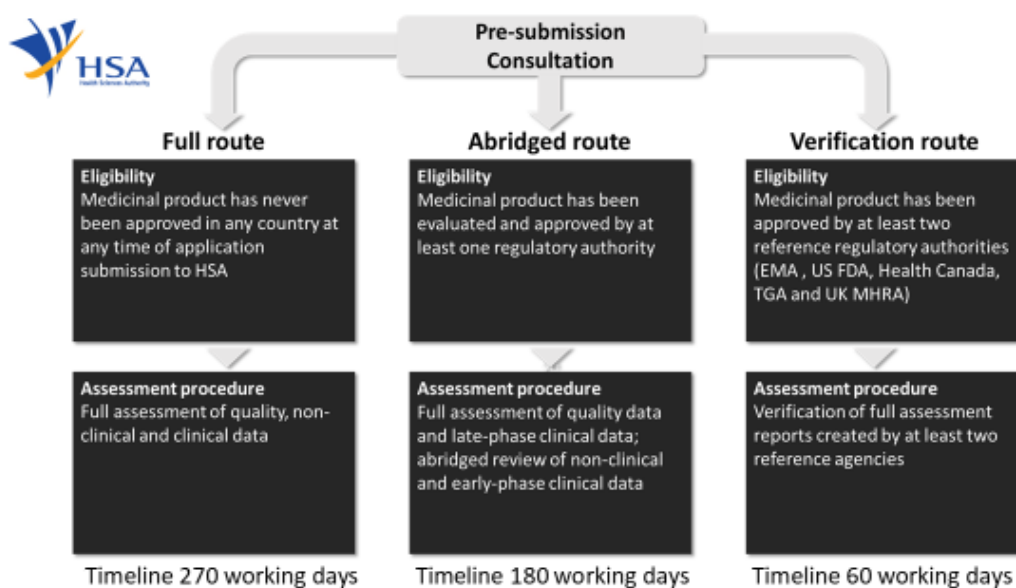 Pre-submission
Consultation
HSA
Health Sciences Authority
Full route
Eligibility
Medicinal product has never
been approved in any country at
any time of application
submission to HSA
Assessment procedure
Full assessment of quality, non-
clinical and clinical data
Timeline 270 working days
Abridged route
Eligibility
Medicinal product has been
evaluated and approved by at
least one regulatory authority
Assessment procedure
Full assessment of quality data
and late-phase clinical data;
abridged review of non-clinical
and early-phase clinical data
Timeline 180 working days
Verification route
Eligibility
Medicinal product has been
approved by at least two
reference regulatory authorities
(EMA , US FDA, Health Canada,
TGA and UK MHRA)
Assessment procedure
Verification of full assessment
reports created by at least two
reference agencies
Timeline 60 working days